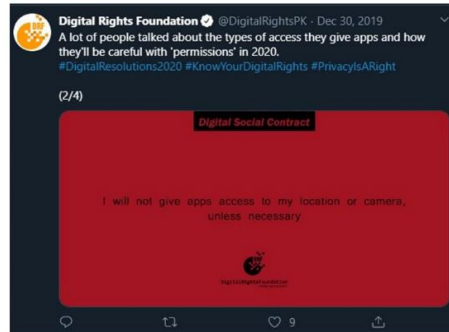 Digital Rights Foundation @DigitalRightsPK · Dec 30, 2019
A lot of people talked about the types of access they give apps and how
they'll be careful with 'permissions' in 2020.
#DigitalResolutions2020 #KnowYourDigitalRights #PrivacyIsARight
(2/4)
Digital Social Contract
I will not give apps access to my location or camera,
unless necessary
DigitalRightsFoundation
9